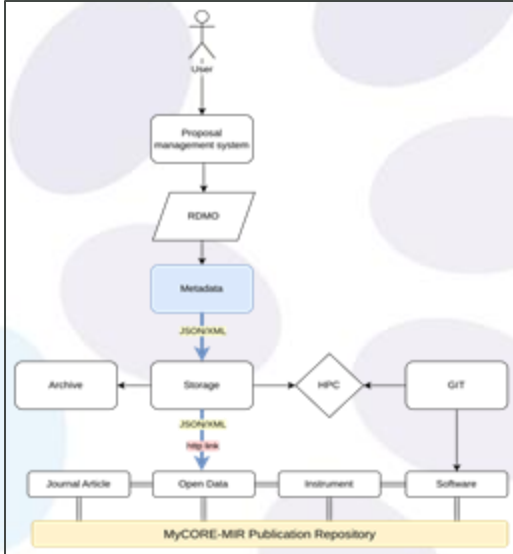 User
Proposal
management system
RDMO
Metadata
JSON/XML
Archive
Storage
HPC
GIT
JSON/XML
http link
Journal Article
Open Data
Instrument
Software
MyCORE-MIR Publication Repository